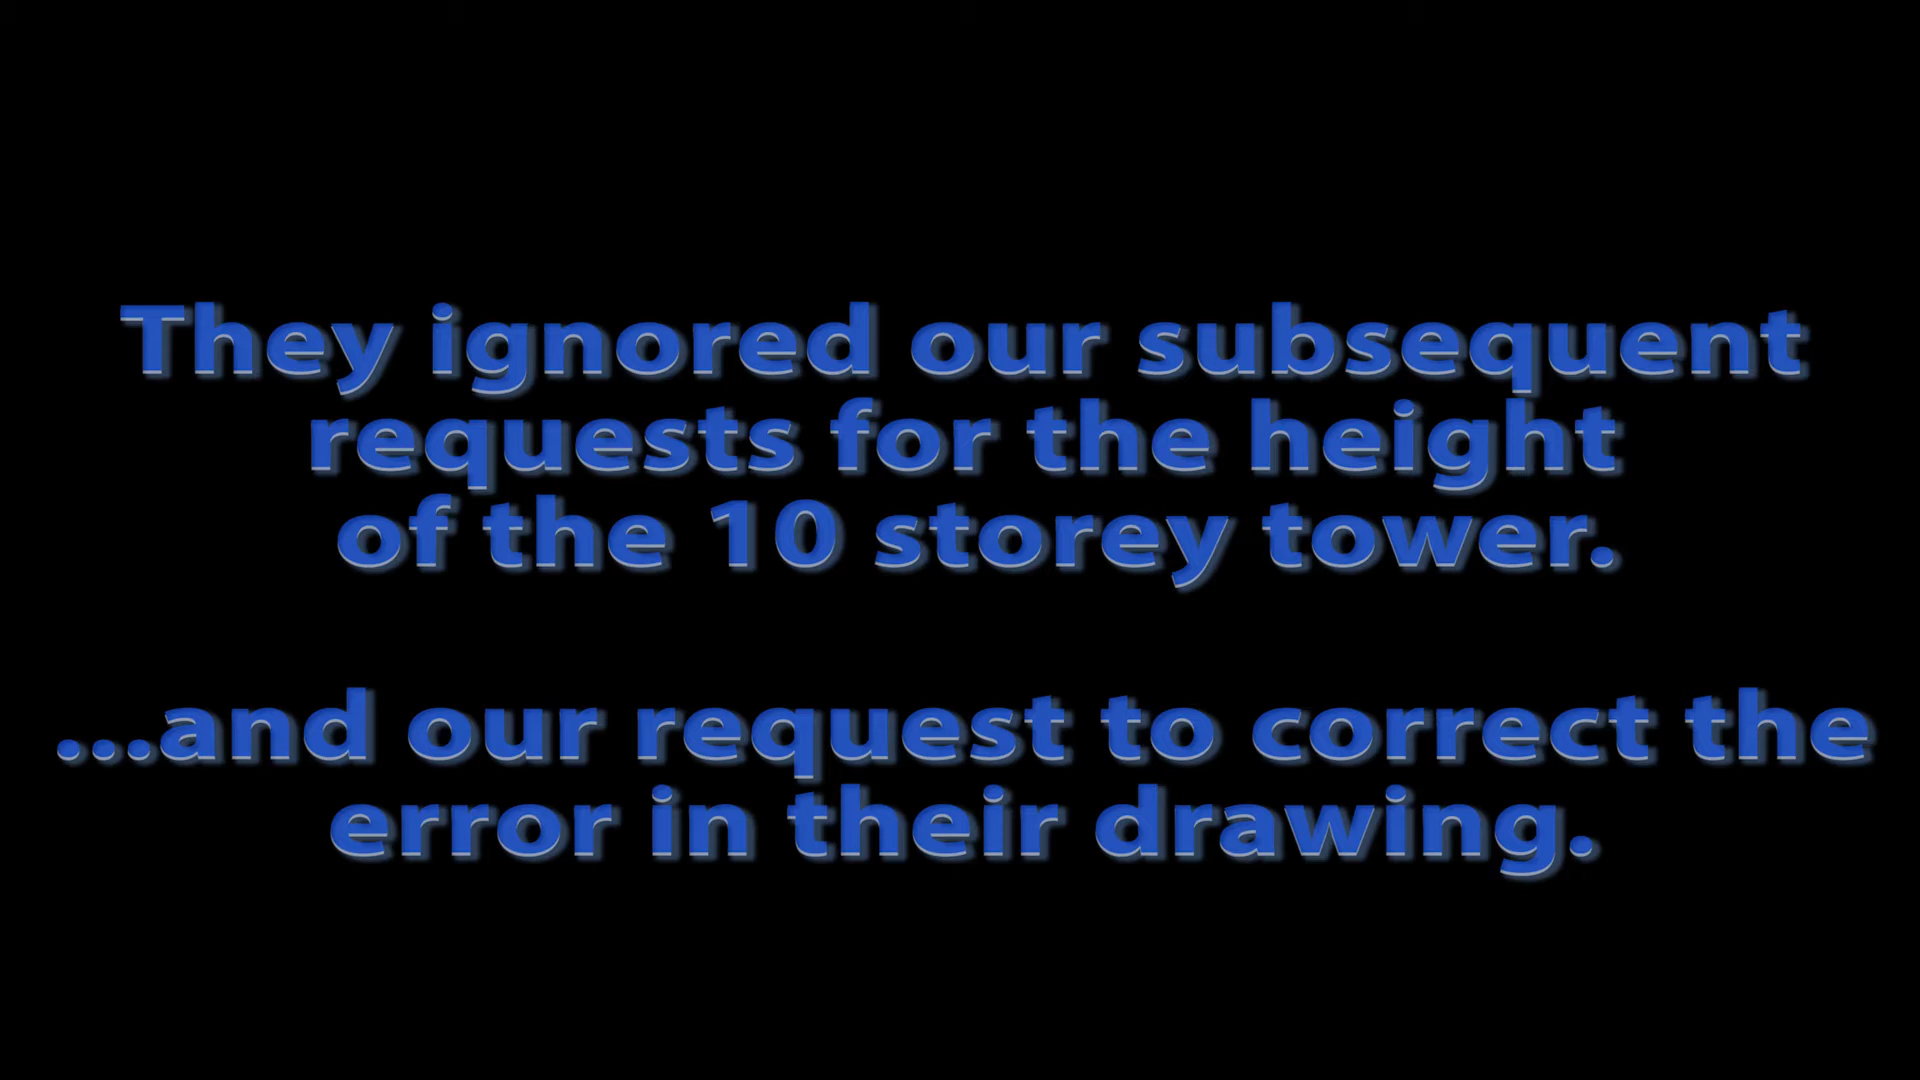 They ignored our subsequent
requests for the height
of the 10 storey tower.
...and our request to correct the
error in their drawing.